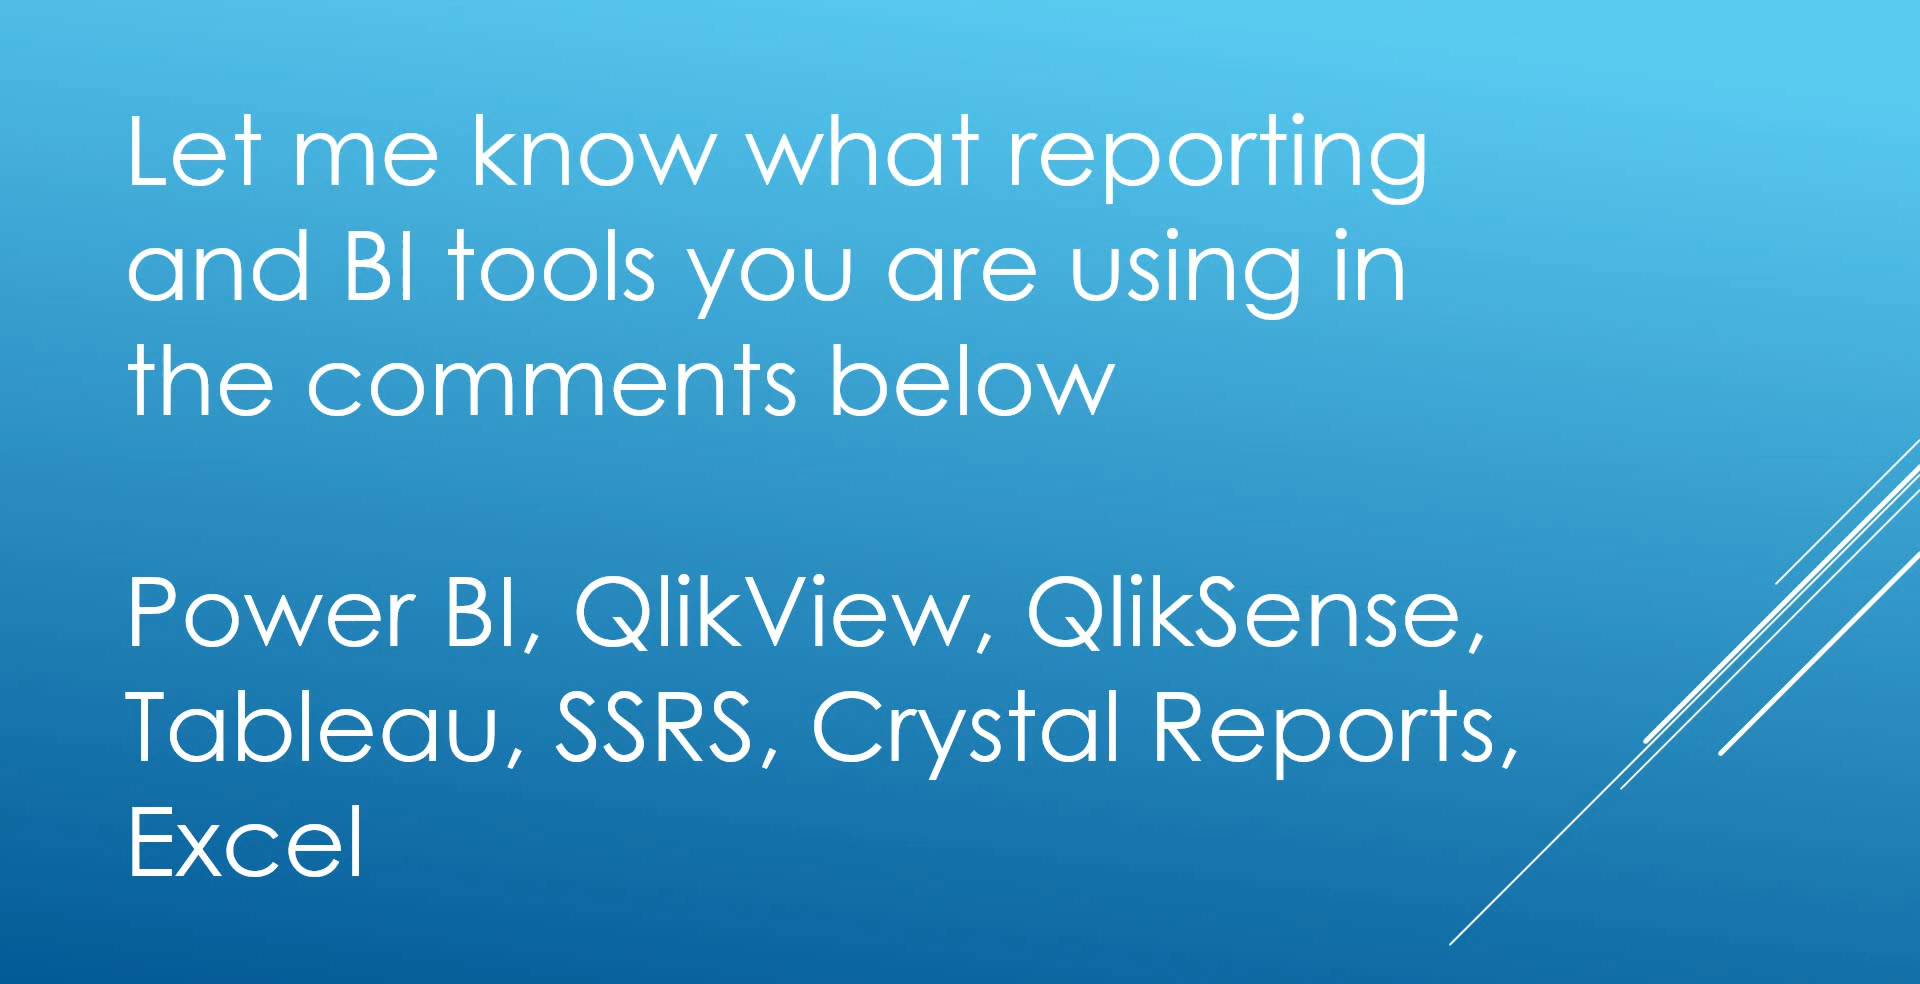 Let me know what reporting
and BI tools you are using in
the comments below
Power BI, QlikView, QlikSense,
Tableau, SSRS, Crystal Reports,
Excel